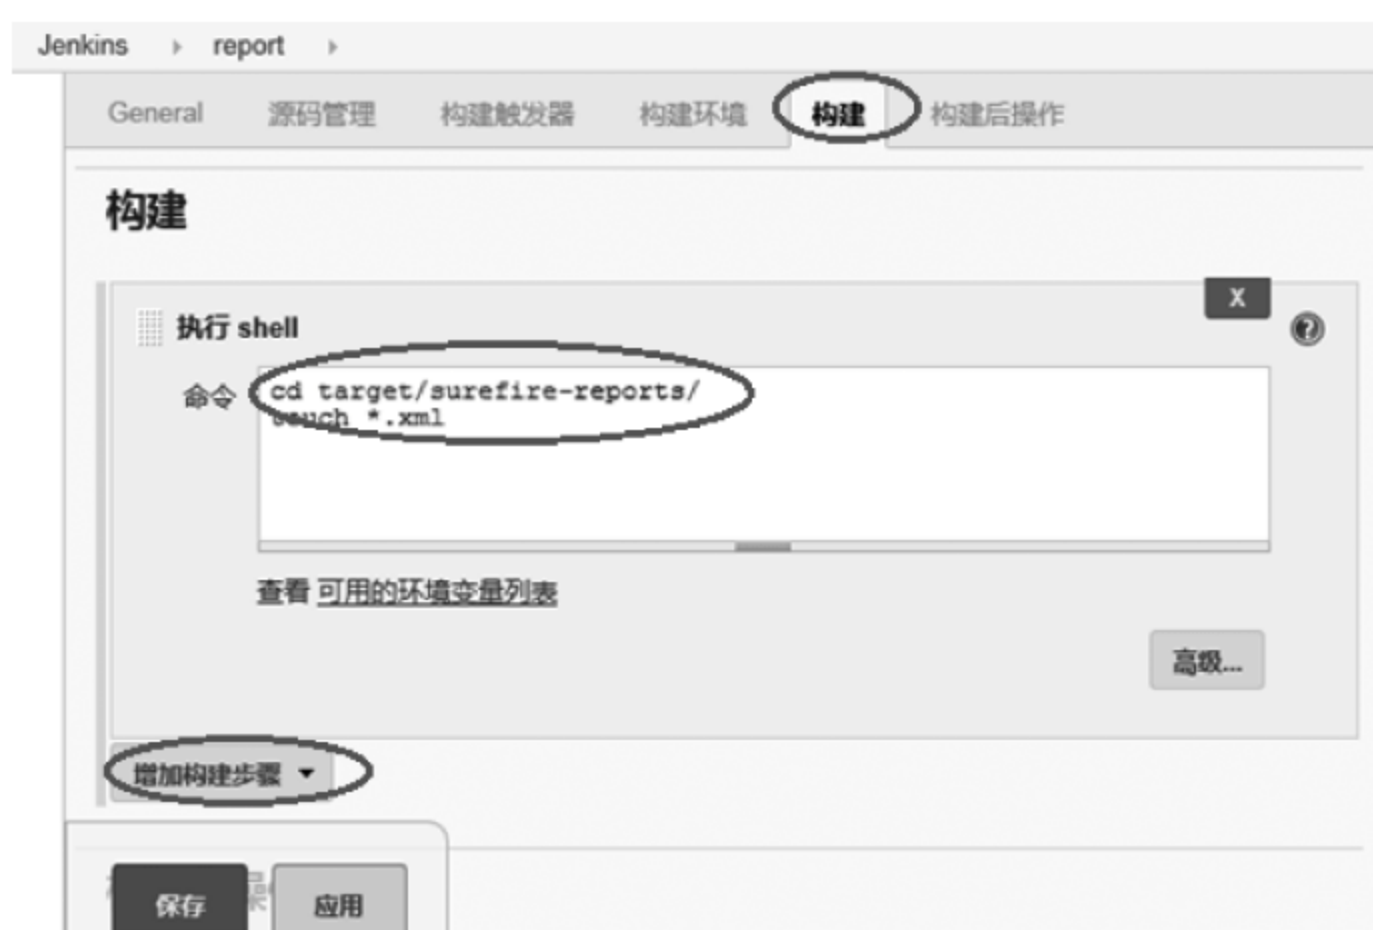 Jenkins report
General 源码管理 构建触发器 构建环境 构建 构建后操作
构建
X
执行 shell
命令
cd target/surefire-reports/
touch *.xml
查看 可用的环境变量列表
高级...
增加构建步骤
保存 应用